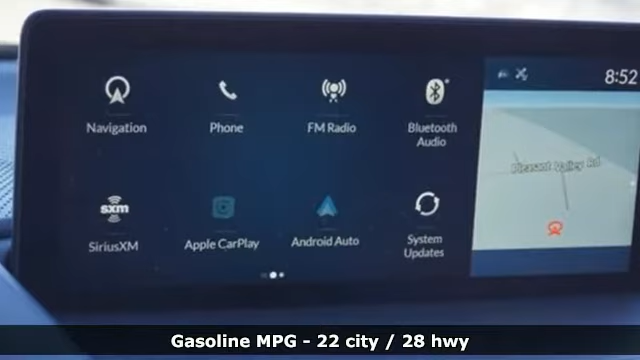 8:52
Navigation
Phone
FM Radio
Bluetooth
Audio
Pleasant Valley Rd
sxm
SiriusXM
Apple CarPlay
Android Auto
System
Updates
Gasoline MPG - 22 city / 28 hwy